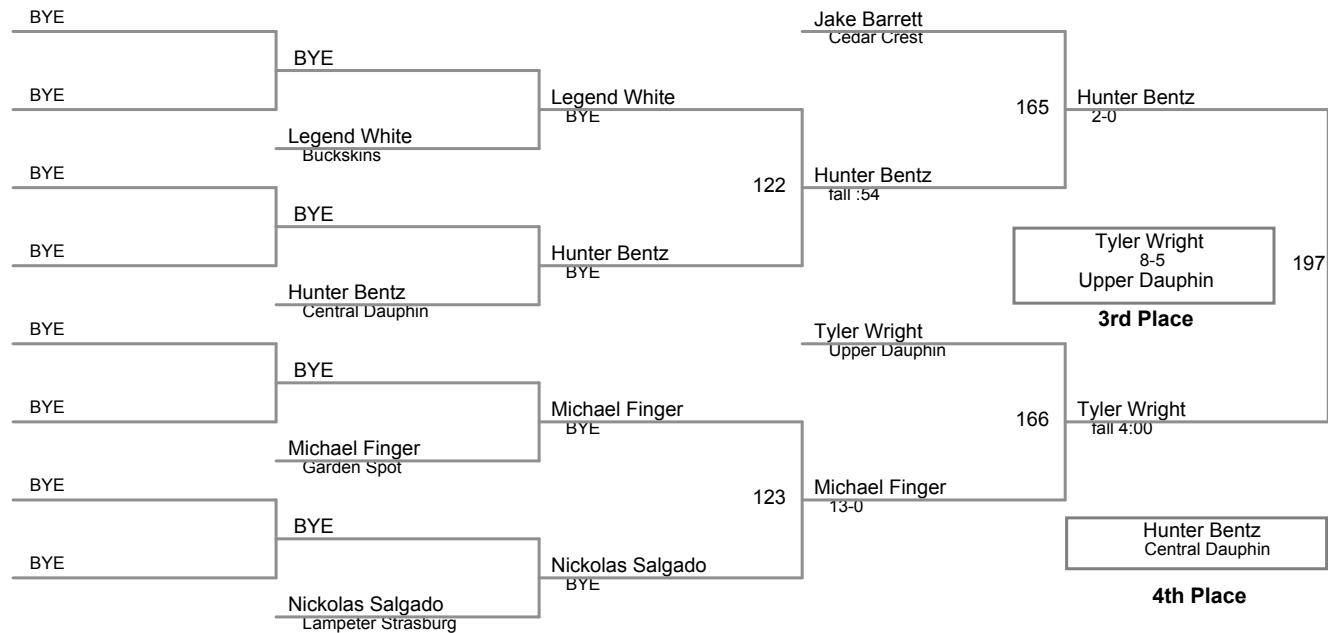 BYE
Jake Barrett
Cedar Crest
BYE
BYE
Legend White
BYE
165
Hunter Bentz
2-0
Legend White
Buckskins
BYE
122
Hunter Bentz
fall :54
BYE
BYE
Hunter Bentz
BYE
Tyler Wright
8-5
Upper Dauphin
197
Hunter Bentz
Central Dauphin
3rd Place
BYE
Tyler Wright
Upper Dauphin
BYE
BYE
Michael Finger
BYE
166
Tyler Wright
fall 4:00
Michael Finger
Garden Spot
BYE
123
Michael Finger
13-0
BYE
Hunter Bentz
Central Dauphin
BYE
Nickolas Salgado
BYE
4th Place
Nickolas Salgado
Lampeter Strasburg